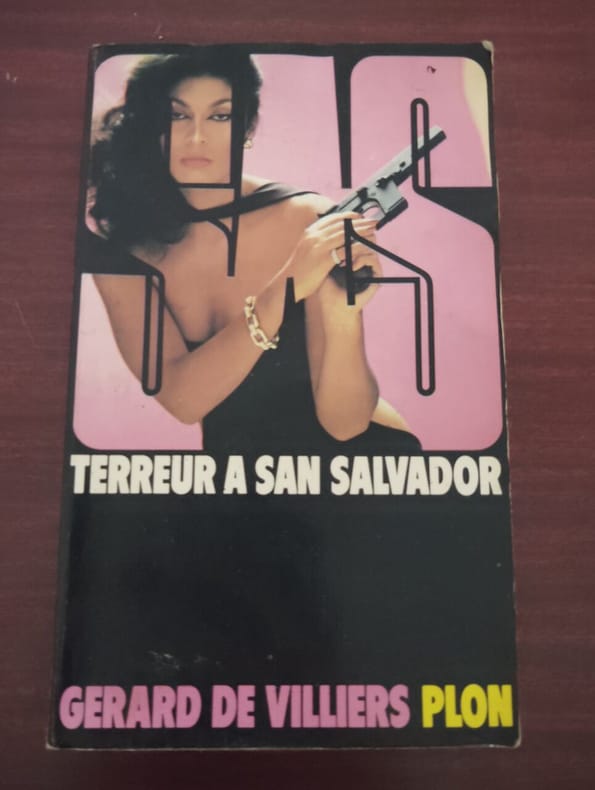 SAS
TERREUR A SAN SALVADOR
GERARD DE VILLIERS PLON